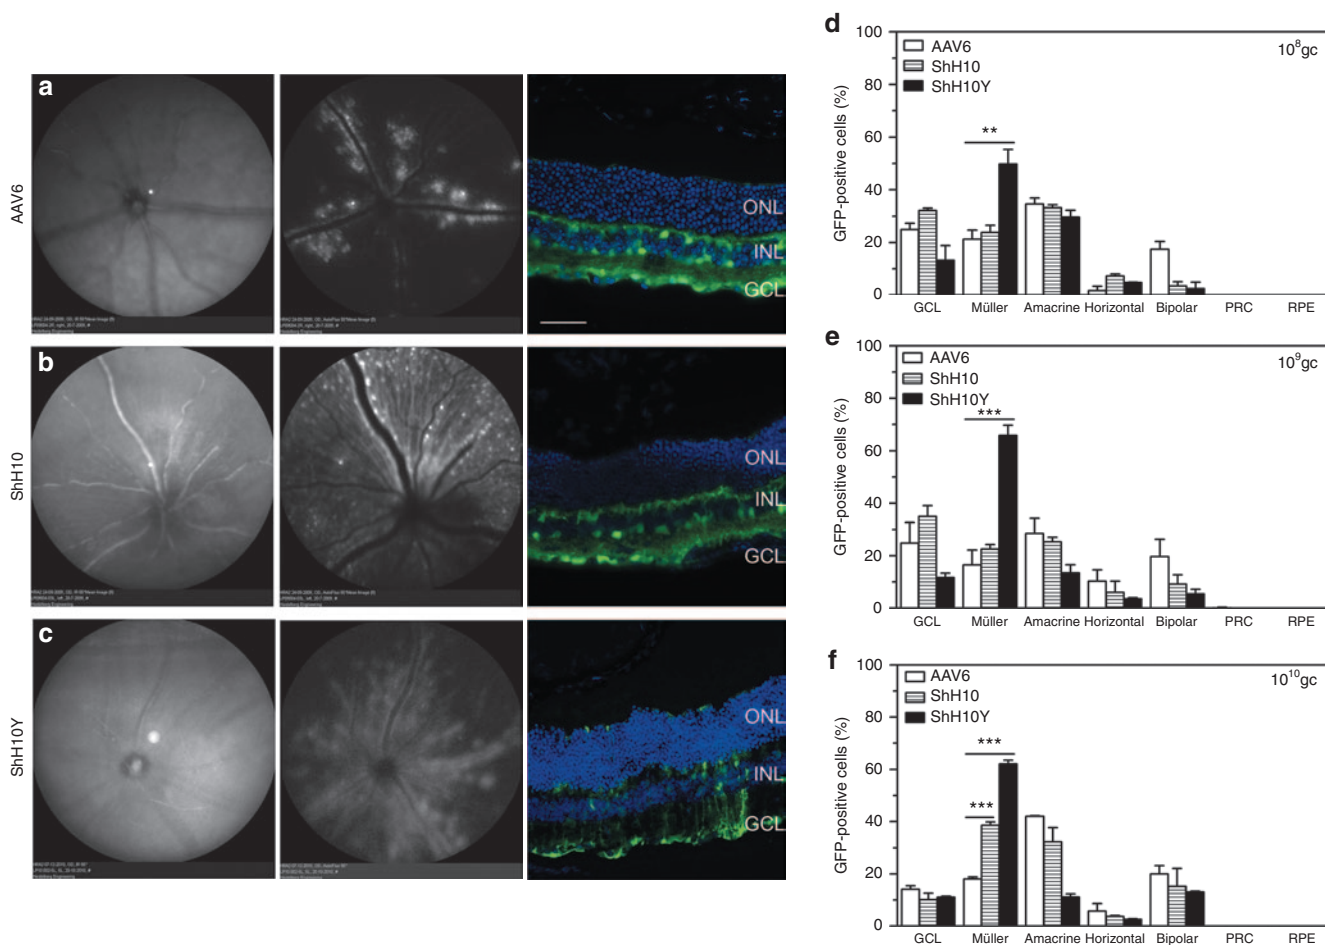 a
AAV6
ONL
INL
GCL
b
ShH10
ONL
INL
GCL
c
ShH10Y
ONL
INL
GCL
d
GFP-positive cells (%)
100
80
60
40
20
0
AAV6
ShH10
ShH10Y
10⁸gc
**
GCL Müller Amacrine Horizontal Bipolar PRC RPE
e
GFP-positive cells (%)
100
80
60
40
20
0
AAV6
ShH10
ShH10Y
10⁹gc
***
GCL Müller Amacrine Horizontal Bipolar PRC RPE
f
GFP-positive cells (%)
100
80
60
40
20
0
AAV6
ShH10
ShH10Y
10¹⁰gc
***
***
GCL Müller Amacrine Horizontal Bipolar PRC RPE